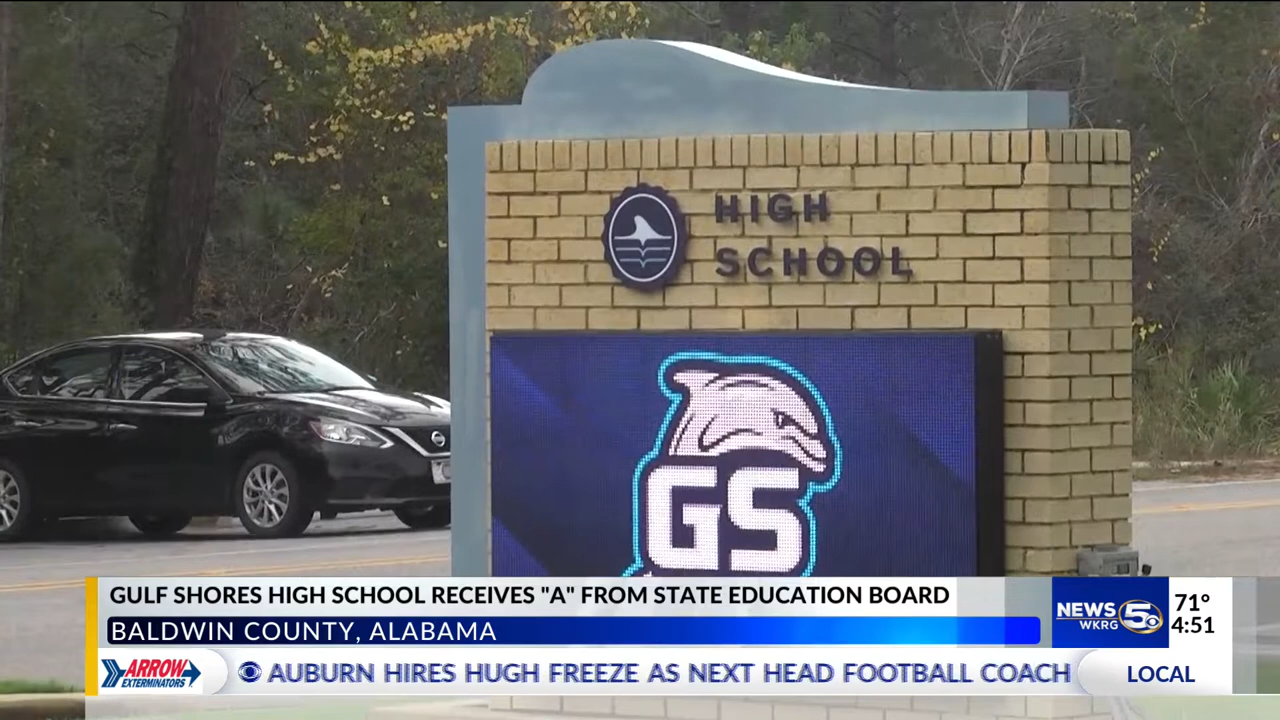 HIGH
SCHOOL
GS
GULF SHORES HIGH SCHOOL RECEIVES "A" FROM STATE EDUCATION BOARD
BALDWIN COUNTY, ALABAMA
NEWS 5
WKRG
71°
4:51
ARROW
EXTERMINATORS
AUBURN HIRES HUGH FREEZE AS NEXT HEAD FOOTBALL COACH
LOCAL